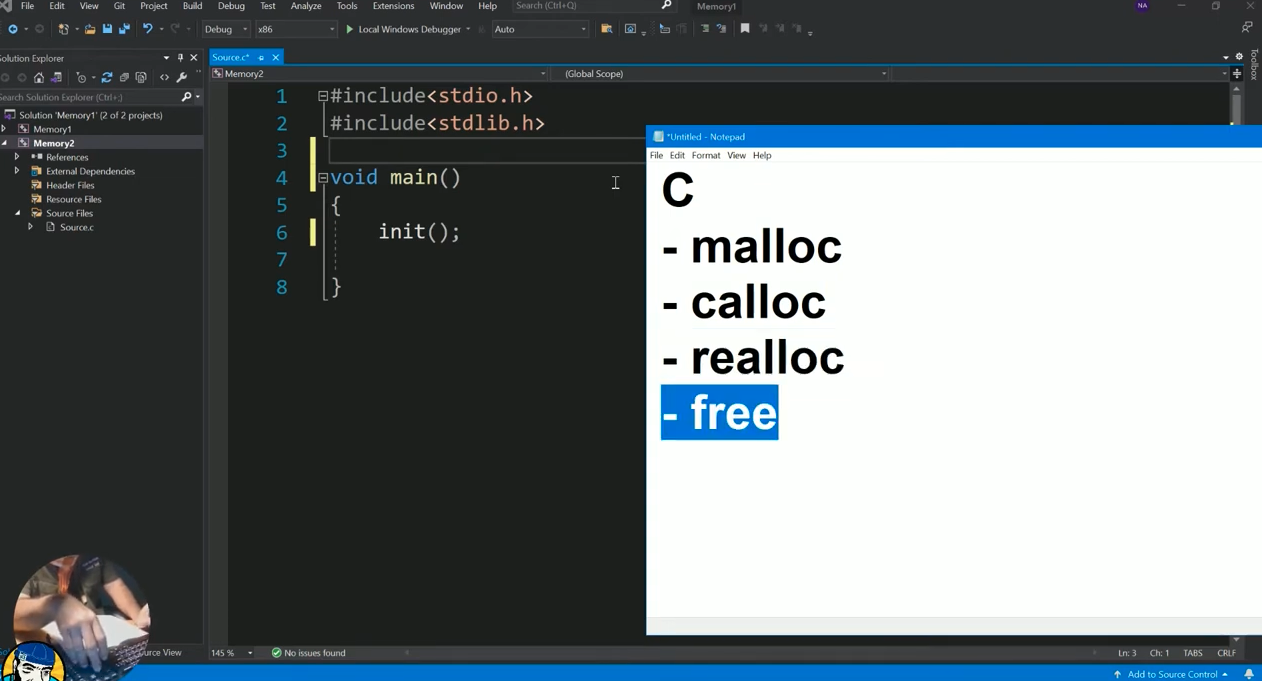 File Edit View Git Project Build Debug Test Analyze Tools Extensions Window Help Search (Ctrl+Q) Memory1 NA
Debug x86 Local Windows Debugger Auto
Solution Explorer
Search Solution Explorer (Ctrl+;)
Solution 'Memory1' (2 of 2 projects)
Memory1
Memory2
References
External Dependencies
Header Files
Resource Files
Source Files
Source.c
Source.c*
Memory2 (Global Scope)
Toolbox
1 #include<stdio.h>
2 #include<stdlib.h>
3
4 void main()
5 {
6 init();
7
8 }
*Untitled - Notepad
File Edit Format View Help
C
- malloc
- calloc
- realloc
- free
View
145 % No issues found Ln: 3 Ch: 1 TABS CRLF
Add to Source Control